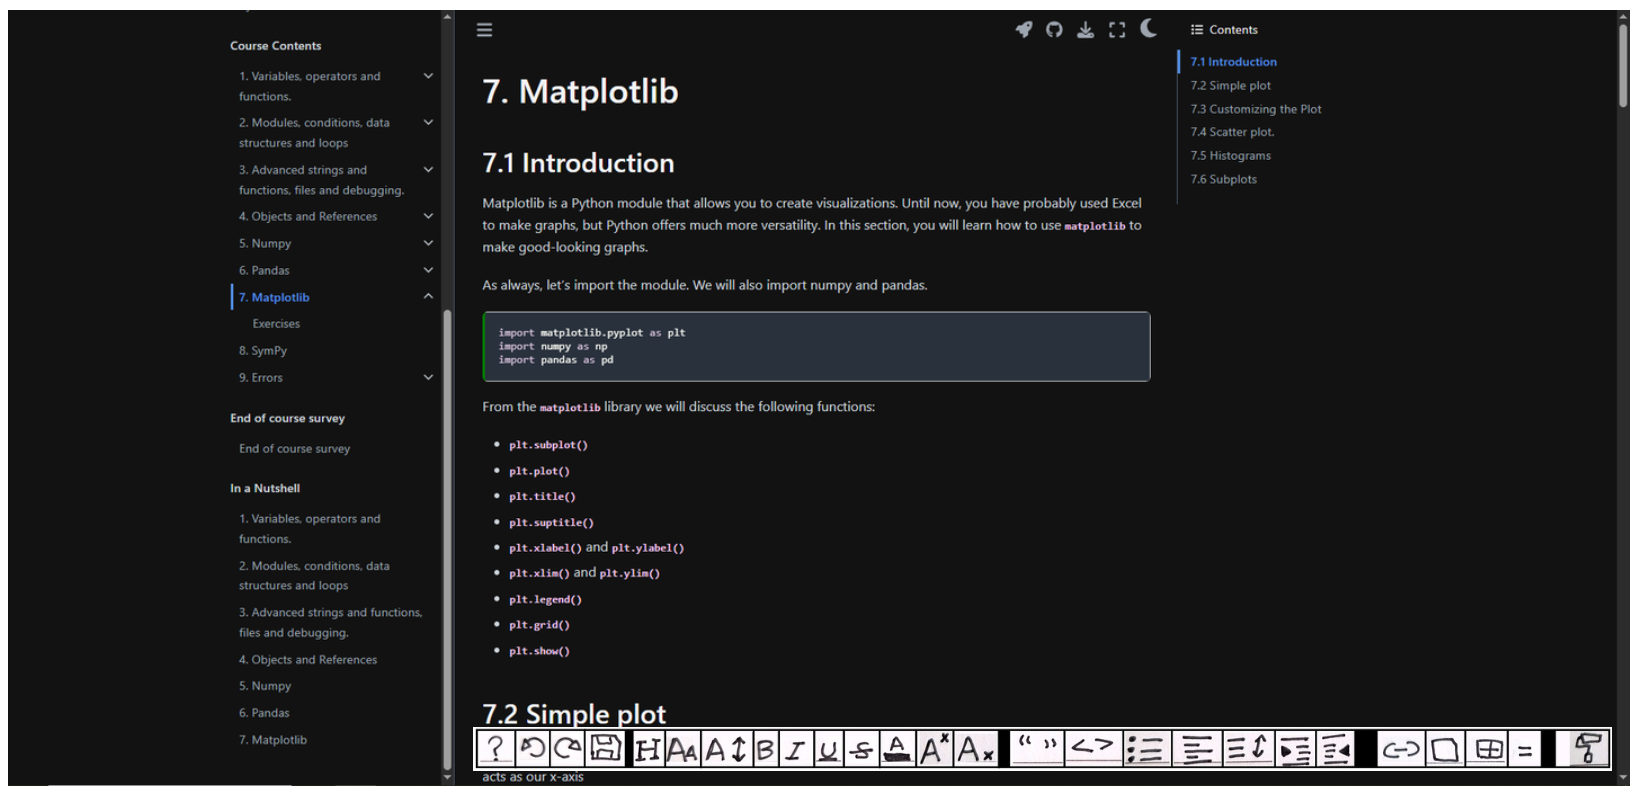 Course Contents
1. Variables, operators and
functions.
2. Modules, conditions, data
structures and loops
3. Advanced strings and
functions, files and debugging.
4. Objects and References
5. Numpy
6. Pandas
7. Matplotlib
Exercises
8. SymPy
9. Errors
End of course survey
End of course survey
In a Nutshell
1. Variables, operators and
functions.
2. Modules, conditions, data
structures and loops
3. Advanced strings and functions,
files and debugging.
4. Objects and References
5. Numpy
6. Pandas
7. Matplotlib
7. Matplotlib
7.1 Introduction
Matplotlib is a Python module that allows you to create visualizations. Until now, you have probably used Excel
to make graphs, but Python offers much more versatility. In this section, you will learn how to use matplotlib to
make good-looking graphs.
As always, let's import the module. We will also import numpy and pandas.
import matplotlib.pyplot as plt
import numpy as np
import pandas as pd
From the matplotlib library we will discuss the following functions:
• plt.subplot()
• plt.plot()
• plt.title()
• plt.suptitle()
• plt.xlabel() and plt.ylabel()
• plt.xlim() and plt.ylim()
• plt.legend()
• plt.grid()
• plt.show()
7.2 Simple plot
? H AA A B I U S A Ax Ax “ ” <> =
acts as our x-axis
Contents
7.1 Introduction
7.2 Simple plot
7.3 Customizing the Plot
7.4 Scatter plot.
7.5 Histograms
7.6 Subplots